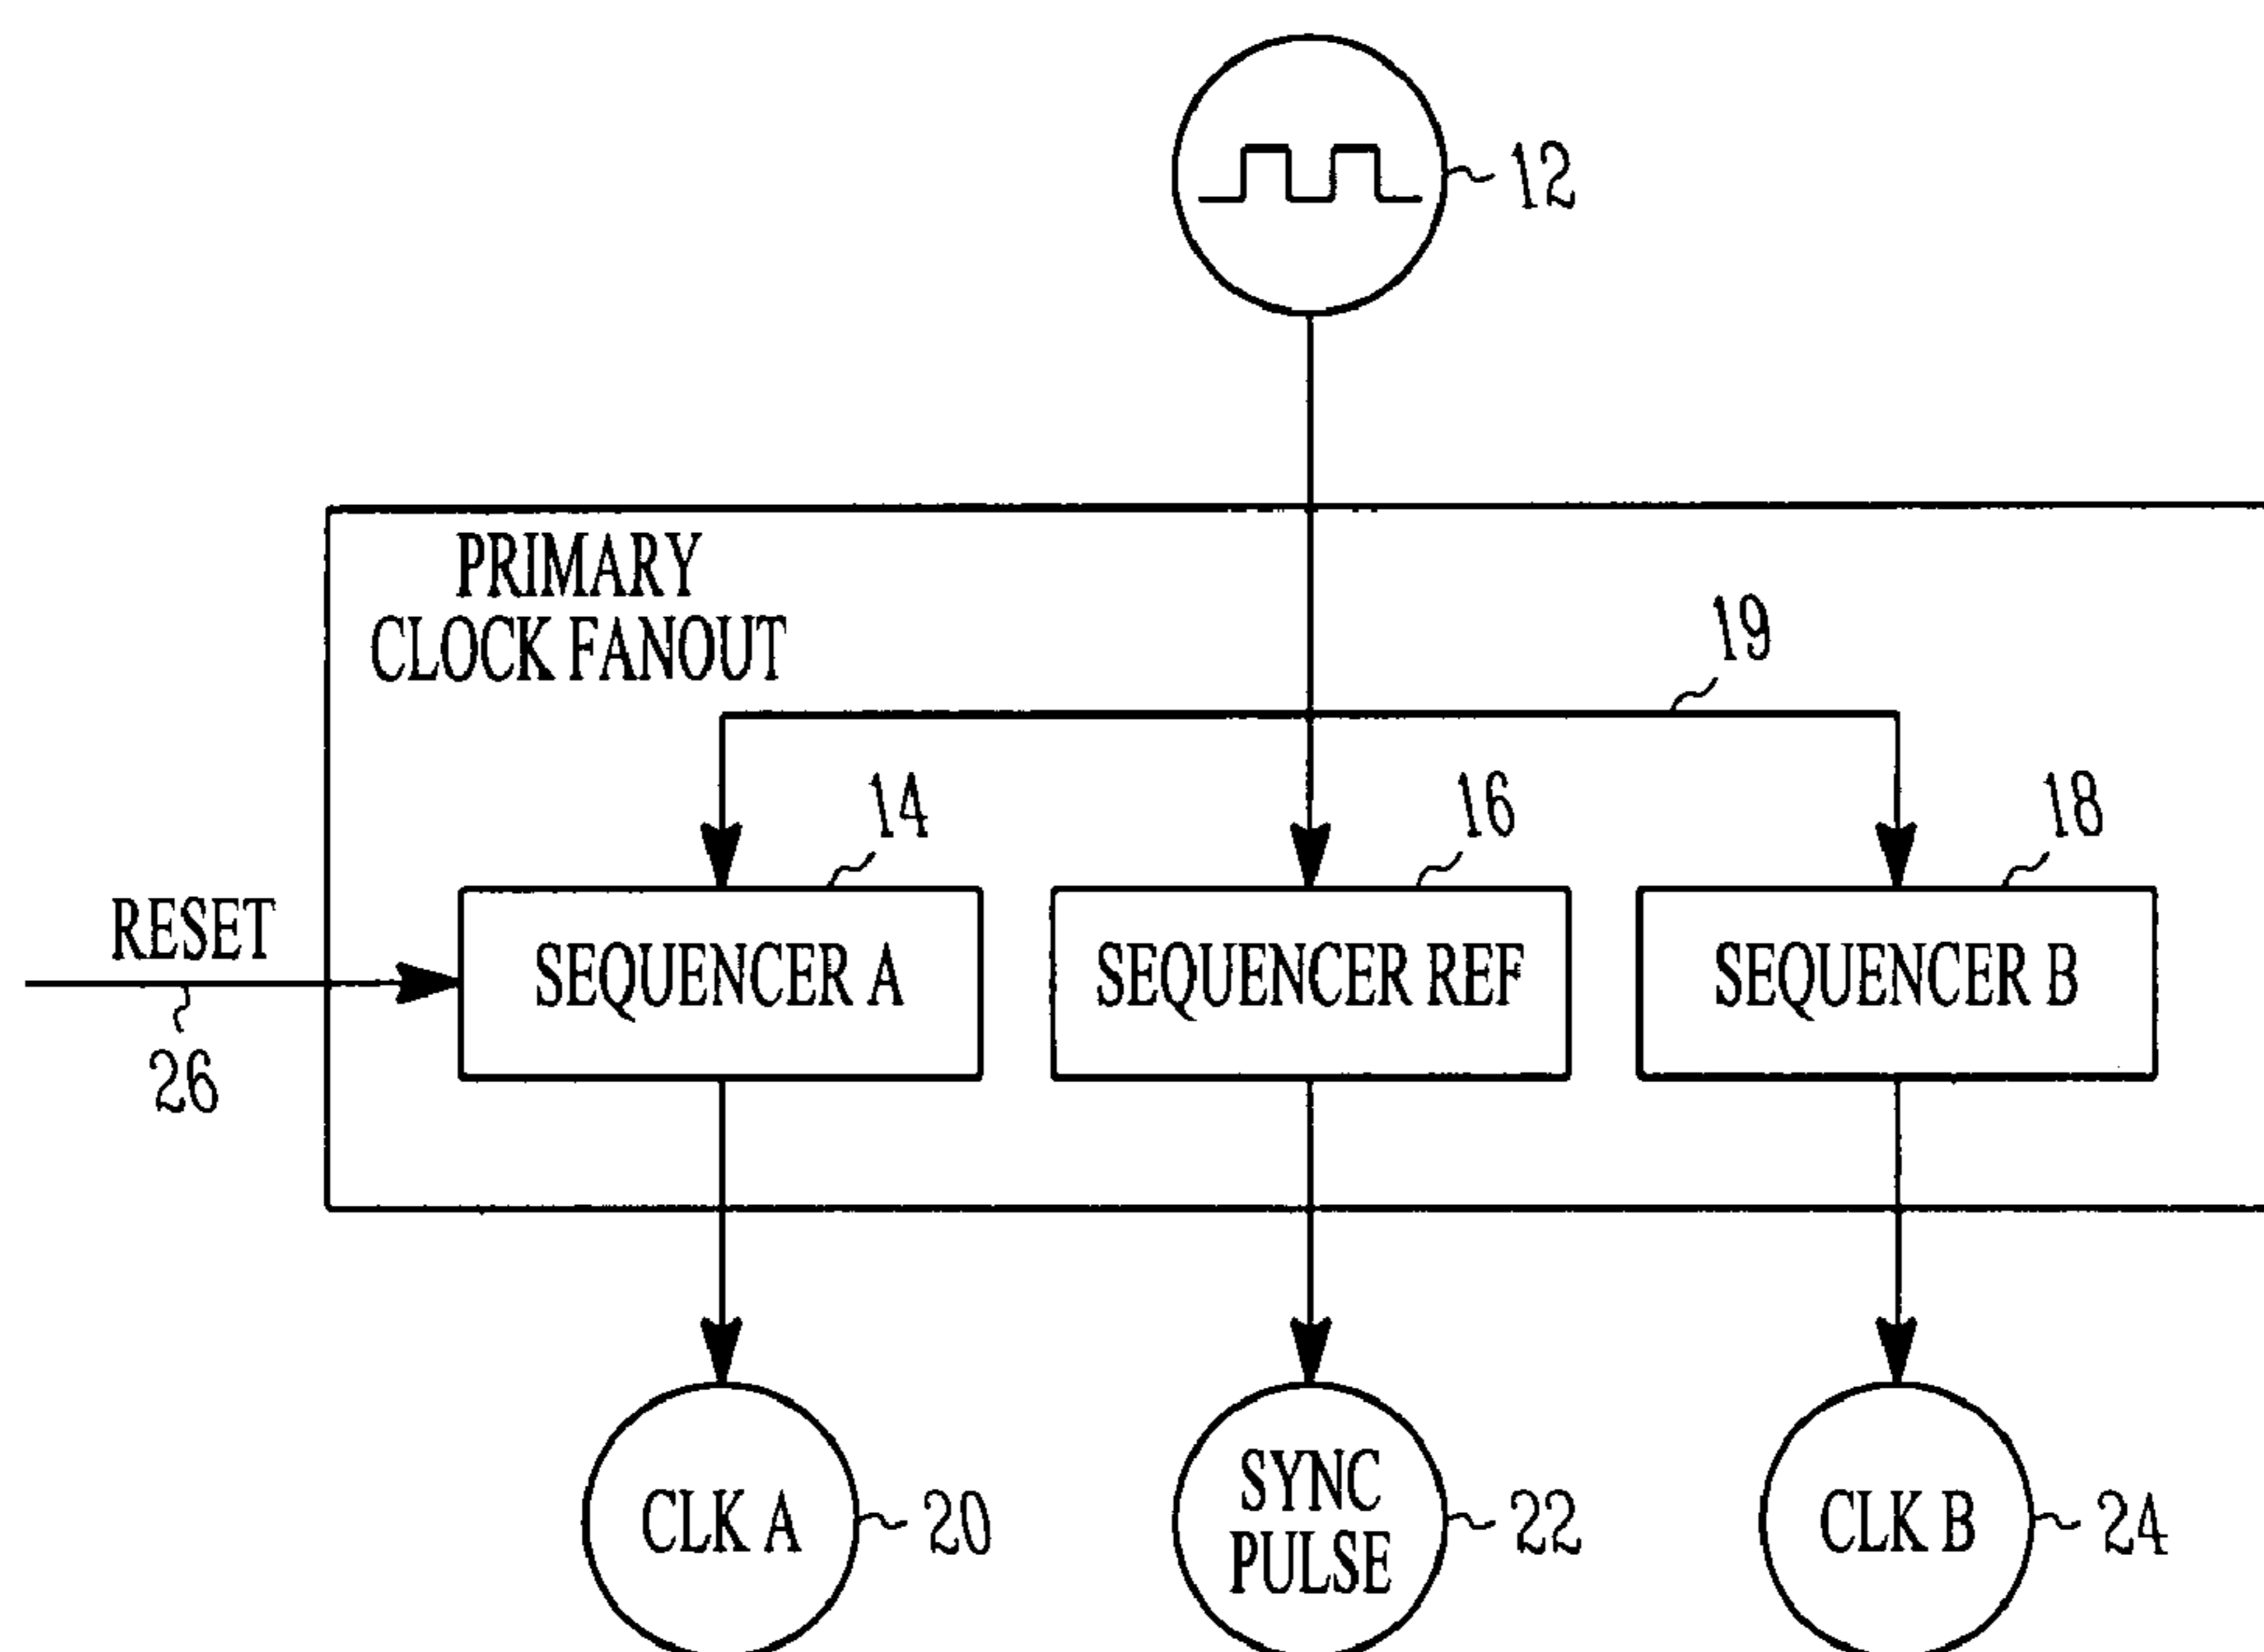 12
PRIMARY
CLOCK FANOUT
19
14
16
18
RESET
SEQUENCER A
SEQUENCER REF
SEQUENCER B
26
CLK A
20
SYNC
PULSE
22
CLK B
24